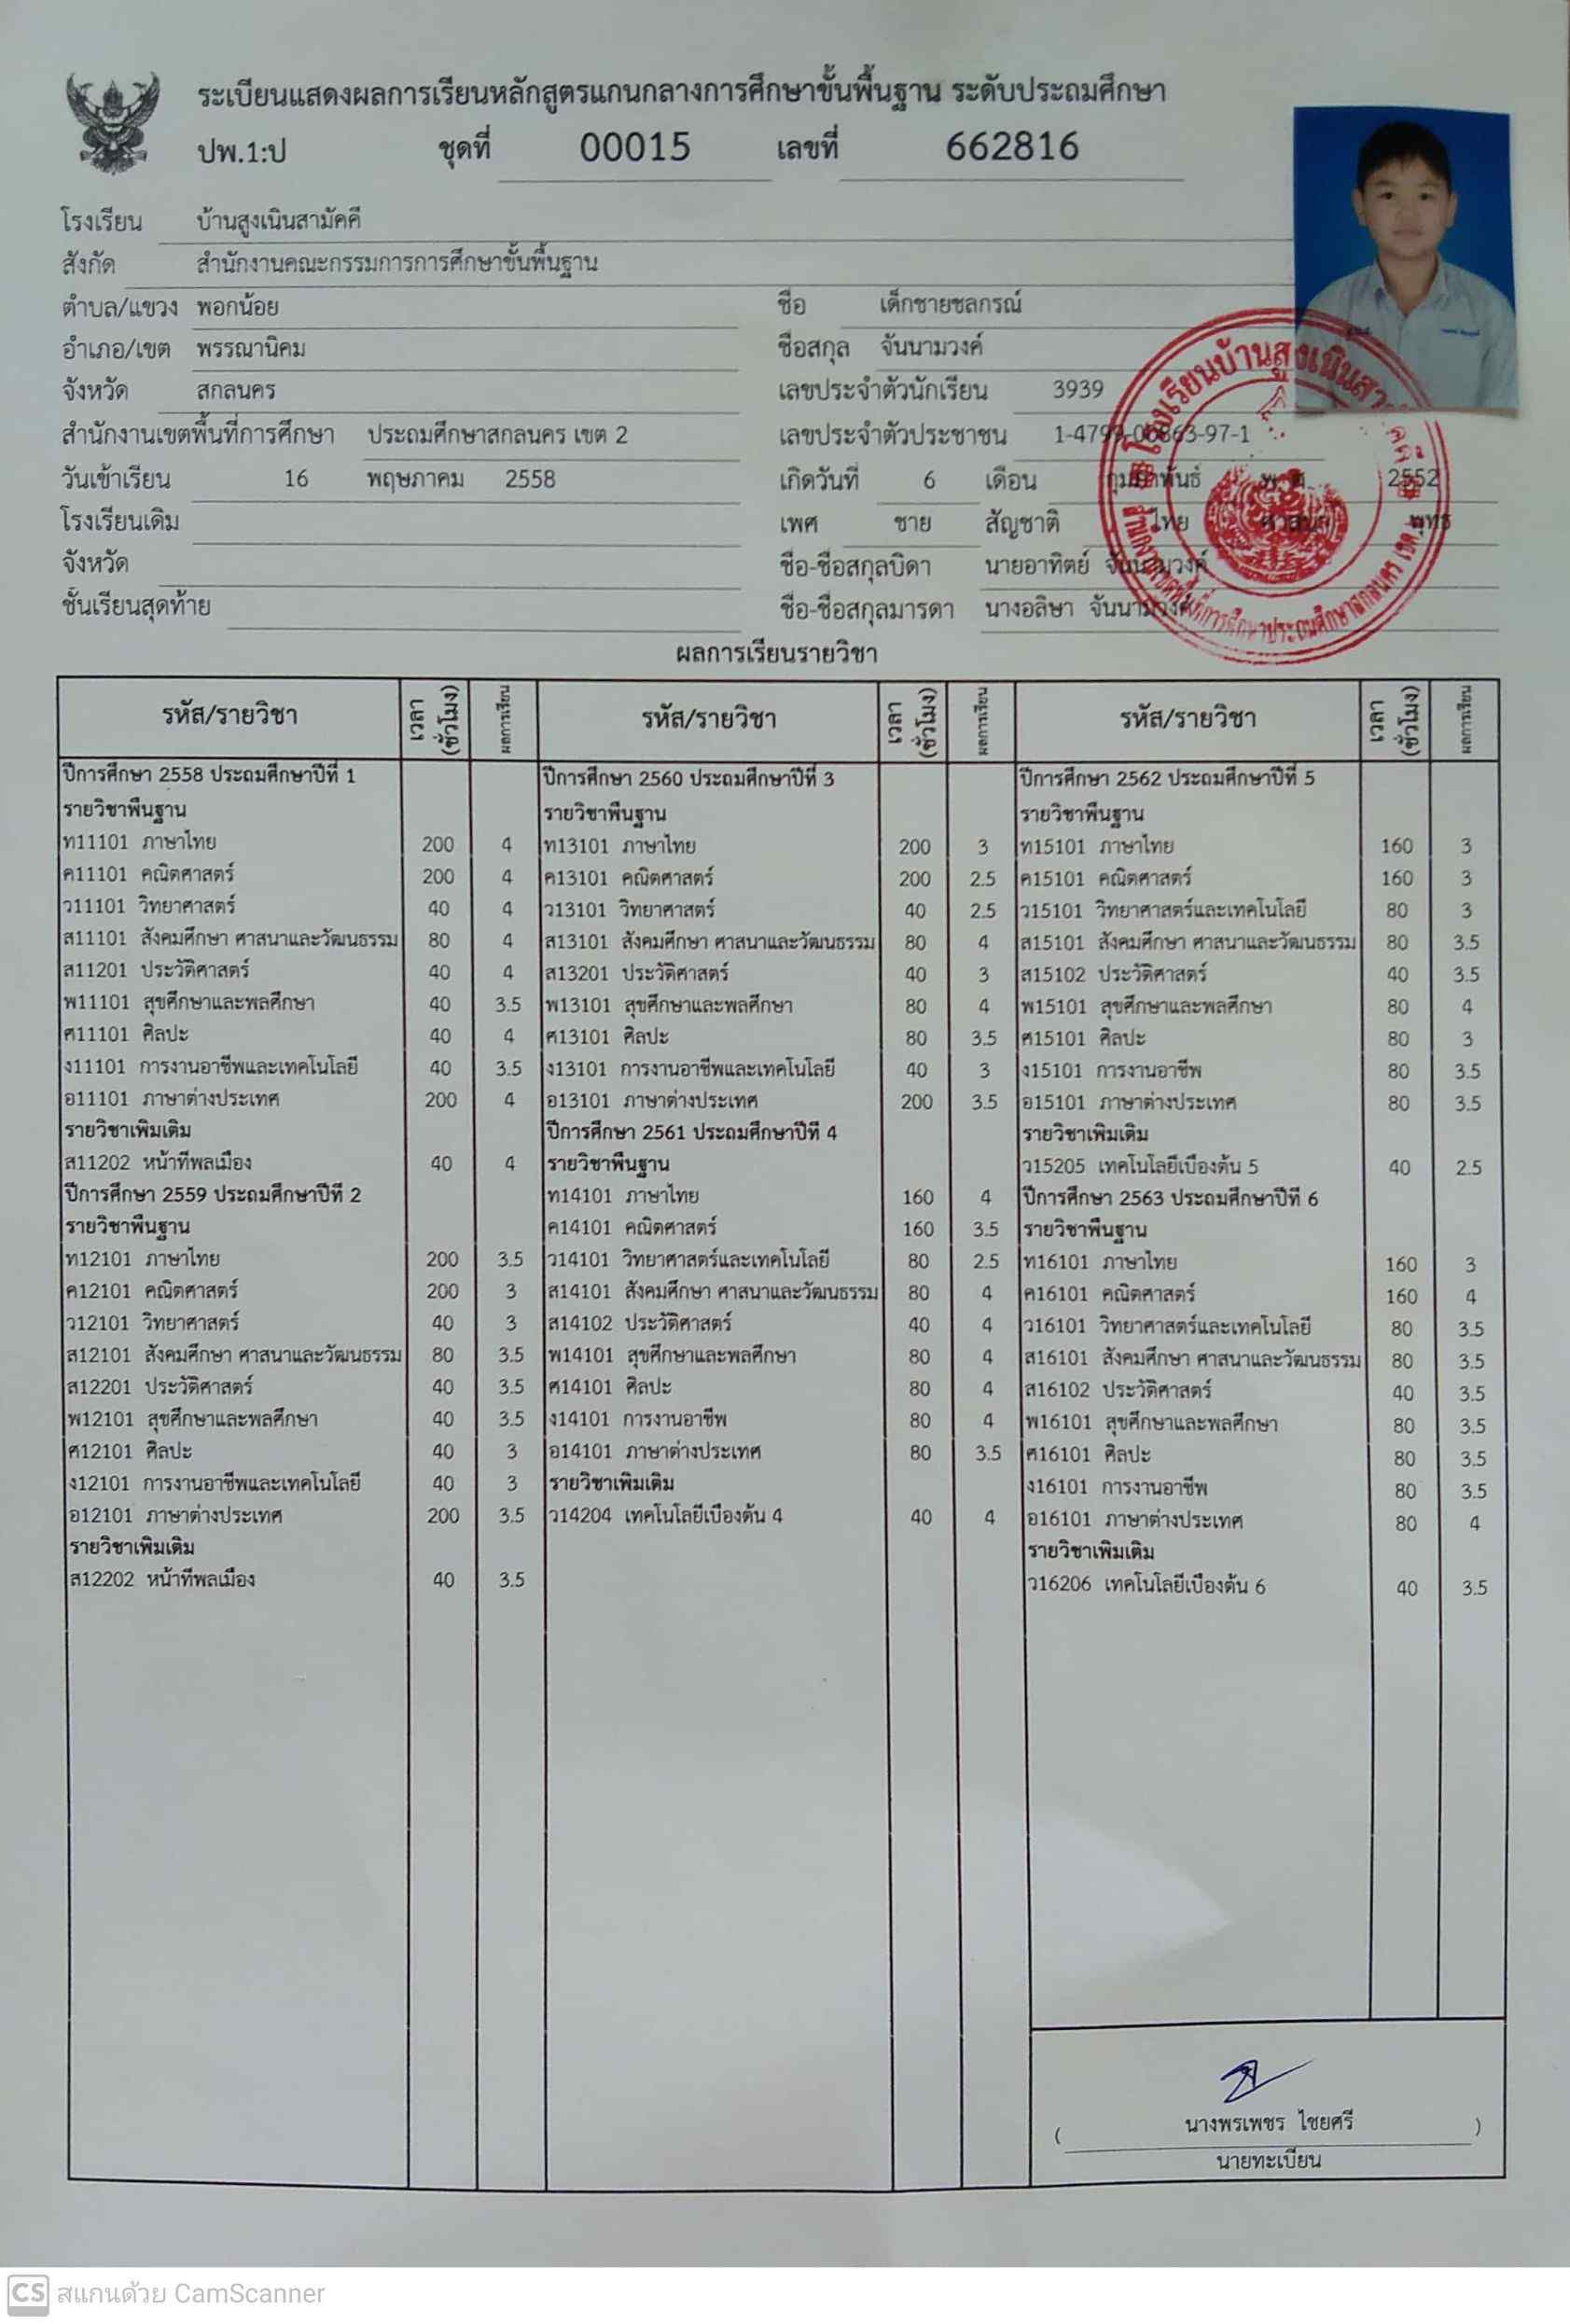 ระเบียนแสดงผลการเรียนหลักสูตรแกนกลางการศึกษาขั้นพื้นฐาน ระดับประถมศึกษา
ปพ.1:ป ชุดที่ 00015 เลขที่ 662816
โรงเรียน บ้านสูงเนินสามัคคี
สังกัด สำนักงานคณะกรรมการการศึกษาขั้นพื้นฐาน
ตำบล/แขวง พอกน้อย
อำเภอ/เขต พรรณานิคม
จังหวัด สกลนคร
สำนักงานเขตพื้นที่การศึกษา ประถมศึกษาสกลนคร เขต 2
วันเข้าเรียน 16 พฤษภาคม 2558
โรงเรียนเดิม
จังหวัด
ชั้นเรียนสุดท้าย
ชื่อ เด็กชายชลกรณ์
ชื่อสกุล จันนามวงค์
เลขประจำตัวนักเรียน 3939
เลขประจำตัวประชาชน
เกิดวันที่ 6 เดือน กุมภาพันธ์ พ.ศ. 2552
เพศ ชาย สัญชาติ ไทย ศาสนา พุทธ
ชื่อ-ชื่อสกุลบิดา นายอาทิตย์ จันนามวงค์
ชื่อ-ชื่อสกุลมารดา นางอลิษา จันนามวงค์
โรงเรียนบ้านสูงเนินสามัคคี
สำนักงานเขตพื้นที่การศึกษาประถมศึกษาสกลนคร เขต
ผลการเรียนรายวิชา
รหัส/รายวิชา เวลา (ชั่วโมง) ผลการเรียน
ปีการศึกษา 2558 ประถมศึกษาปีที่ 1
รายวิชาพื้นฐาน
ท11101 ภาษาไทย 200 4
ค11101 คณิตศาสตร์ 200 4
ว11101 วิทยาศาสตร์ 40 4
ส11101 สังคมศึกษา ศาสนาและวัฒนธรรม 80 4
ส11201 ประวัติศาสตร์ 40 4
พ11101 สุขศึกษาและพลศึกษา 40 3.5
ศ11101 ศิลปะ 40 4
ง11101 การงานอาชีพและเทคโนโลยี 40 3.5
อ11101 ภาษาต่างประเทศ 200 4
รายวิชาเพิ่มเติม
ส11202 หน้าที่พลเมือง 40 4
ปีการศึกษา 2559 ประถมศึกษาปีที่ 2
รายวิชาพื้นฐาน
ท12101 ภาษาไทย 200 3.5
ค12101 คณิตศาสตร์ 200 3
ว12101 วิทยาศาสตร์ 40 3
ส12101 สังคมศึกษา ศาสนาและวัฒนธรรม 80 3.5
ส12201 ประวัติศาสตร์ 40 3.5
พ12101 สุขศึกษาและพลศึกษา 40 3.5
ศ12101 ศิลปะ 40 3
ง12101 การงานอาชีพและเทคโนโลยี 40 3
อ12101 ภาษาต่างประเทศ 200 3.5
รายวิชาเพิ่มเติม
ส12202 หน้าที่พลเมือง 40 3.5
รหัส/รายวิชา เวลา (ชั่วโมง) ผลการเรียน
ปีการศึกษา 2560 ประถมศึกษาปีที่ 3
รายวิชาพื้นฐาน
ท13101 ภาษาไทย 200 3
ค13101 คณิตศาสตร์ 200 2.5
ว13101 วิทยาศาสตร์ 40 2.5
ส13101 สังคมศึกษา ศาสนาและวัฒนธรรม 80 4
ส13201 ประวัติศาสตร์ 40 3
พ13101 สุขศึกษาและพลศึกษา 80 4
ศ13101 ศิลปะ 80 3.5
ง13101 การงานอาชีพและเทคโนโลยี 40 3
อ13101 ภาษาต่างประเทศ 200 3.5
ปีการศึกษา 2561 ประถมศึกษาปีที่ 4
รายวิชาพื้นฐาน
ท14101 ภาษาไทย 160 4
ค14101 คณิตศาสตร์ 160 3.5
ว14101 วิทยาศาสตร์และเทคโนโลยี 80 2.5
ส14101 สังคมศึกษา ศาสนาและวัฒนธรรม 80 4
ส14102 ประวัติศาสตร์ 40 4
พ14101 สุขศึกษาและพลศึกษา 80 4
ศ14101 ศิลปะ 80 4
ง14101 การงานอาชีพ 80 4
อ14101 ภาษาต่างประเทศ 80 3.5
รายวิชาเพิ่มเติม
ว14204 เทคโนโลยีเบื้องต้น 4 40 4
รหัส/รายวิชา เวลา (ชั่วโมง) ผลการเรียน
ปีการศึกษา 2562 ประถมศึกษาปีที่ 5
รายวิชาพื้นฐาน
ท15101 ภาษาไทย 160 3
ค15101 คณิตศาสตร์ 160 3
ว15101 วิทยาศาสตร์และเทคโนโลยี 80 3
ส15101 สังคมศึกษา ศาสนาและวัฒนธรรม 80 3.5
ส15102 ประวัติศาสตร์ 40 3.5
พ15101 สุขศึกษาและพลศึกษา 80 4
ศ15101 ศิลปะ 80 3
ง15101 การงานอาชีพ 80 3.5
อ15101 ภาษาต่างประเทศ 80 3.5
รายวิชาเพิ่มเติม
ว15205 เทคโนโลยีเบื้องต้น 5 40 2.5
ปีการศึกษา 2563 ประถมศึกษาปีที่ 6
รายวิชาพื้นฐาน
ท16101 ภาษาไทย 160 3
ค16101 คณิตศาสตร์ 160 4
ว16101 วิทยาศาสตร์และเทคโนโลยี 80 3.5
ส16101 สังคมศึกษา ศาสนาและวัฒนธรรม 80 3.5
ส16102 ประวัติศาสตร์ 40 3.5
พ16101 สุขศึกษาและพลศึกษา 80 3.5
ศ16101 ศิลปะ 80 3.5
ง16101 การงานอาชีพ 80 3.5
อ16101 ภาษาต่างประเทศ 80 4
รายวิชาเพิ่มเติม
ว16206 เทคโนโลยีเบื้องต้น 6 40 3.5
( นางพรเพชร ไชยศรี )
นายทะเบียน
CS สแกนด้วย CamScanner